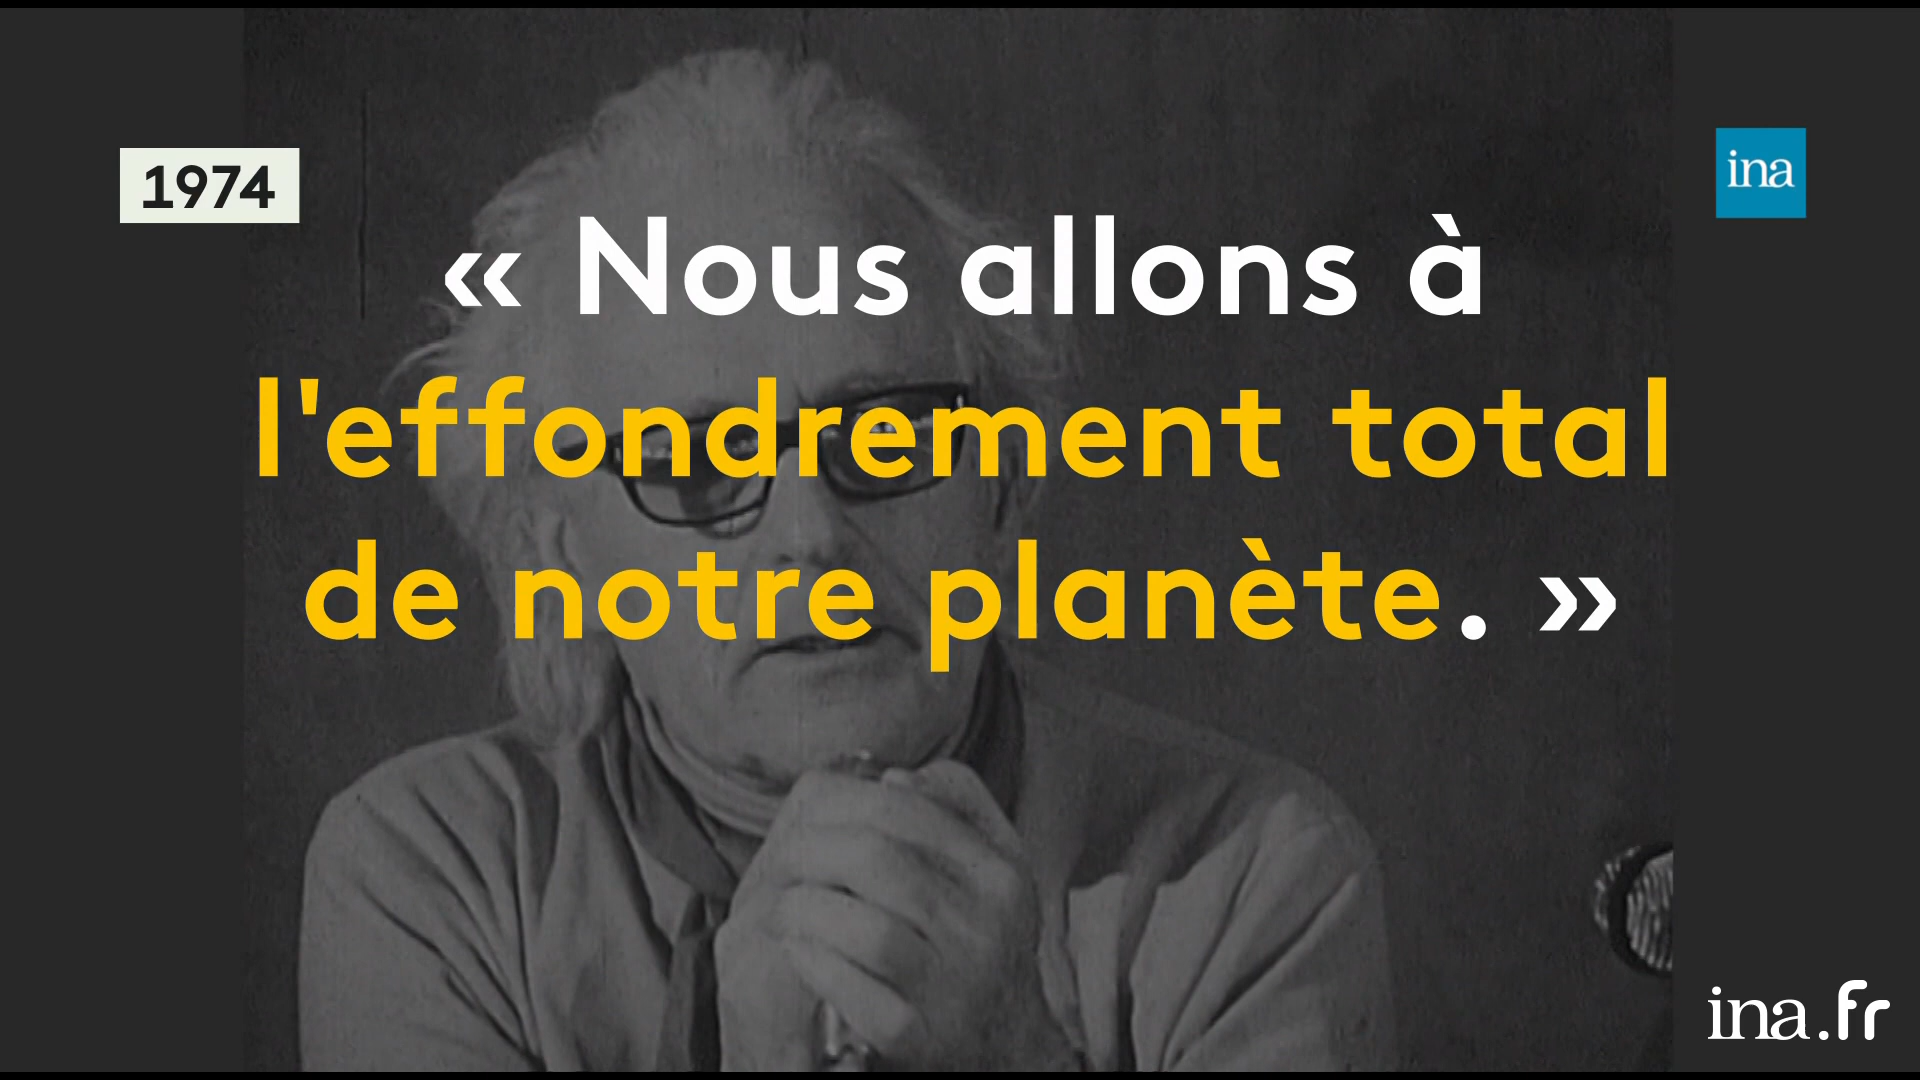 1974
ina
« Nous allons à
l'effondrement total
de notre planète. »
ina.fr